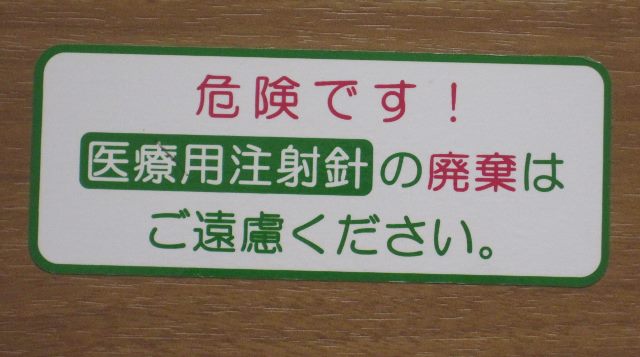 危険です!
医療用注射針の廃棄は
ご遠慮ください。